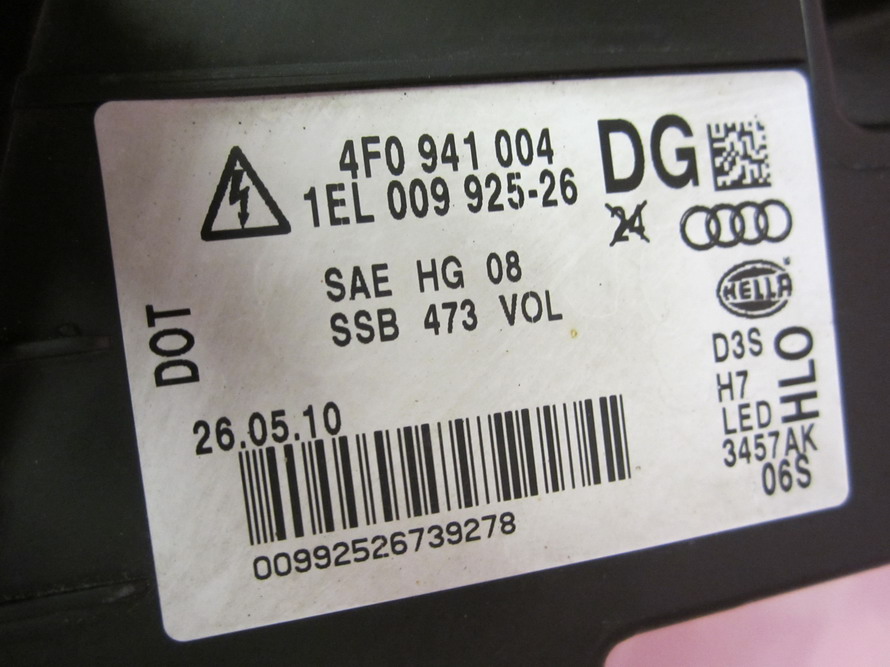 4F0 941 004
1EL 009 925-26
DG
24
SAE HG 08
SSB 473 VOL
HELLA
DOT
D3S
H7
LED
3457AK
06S
HLO
26.05.10
00992526739278